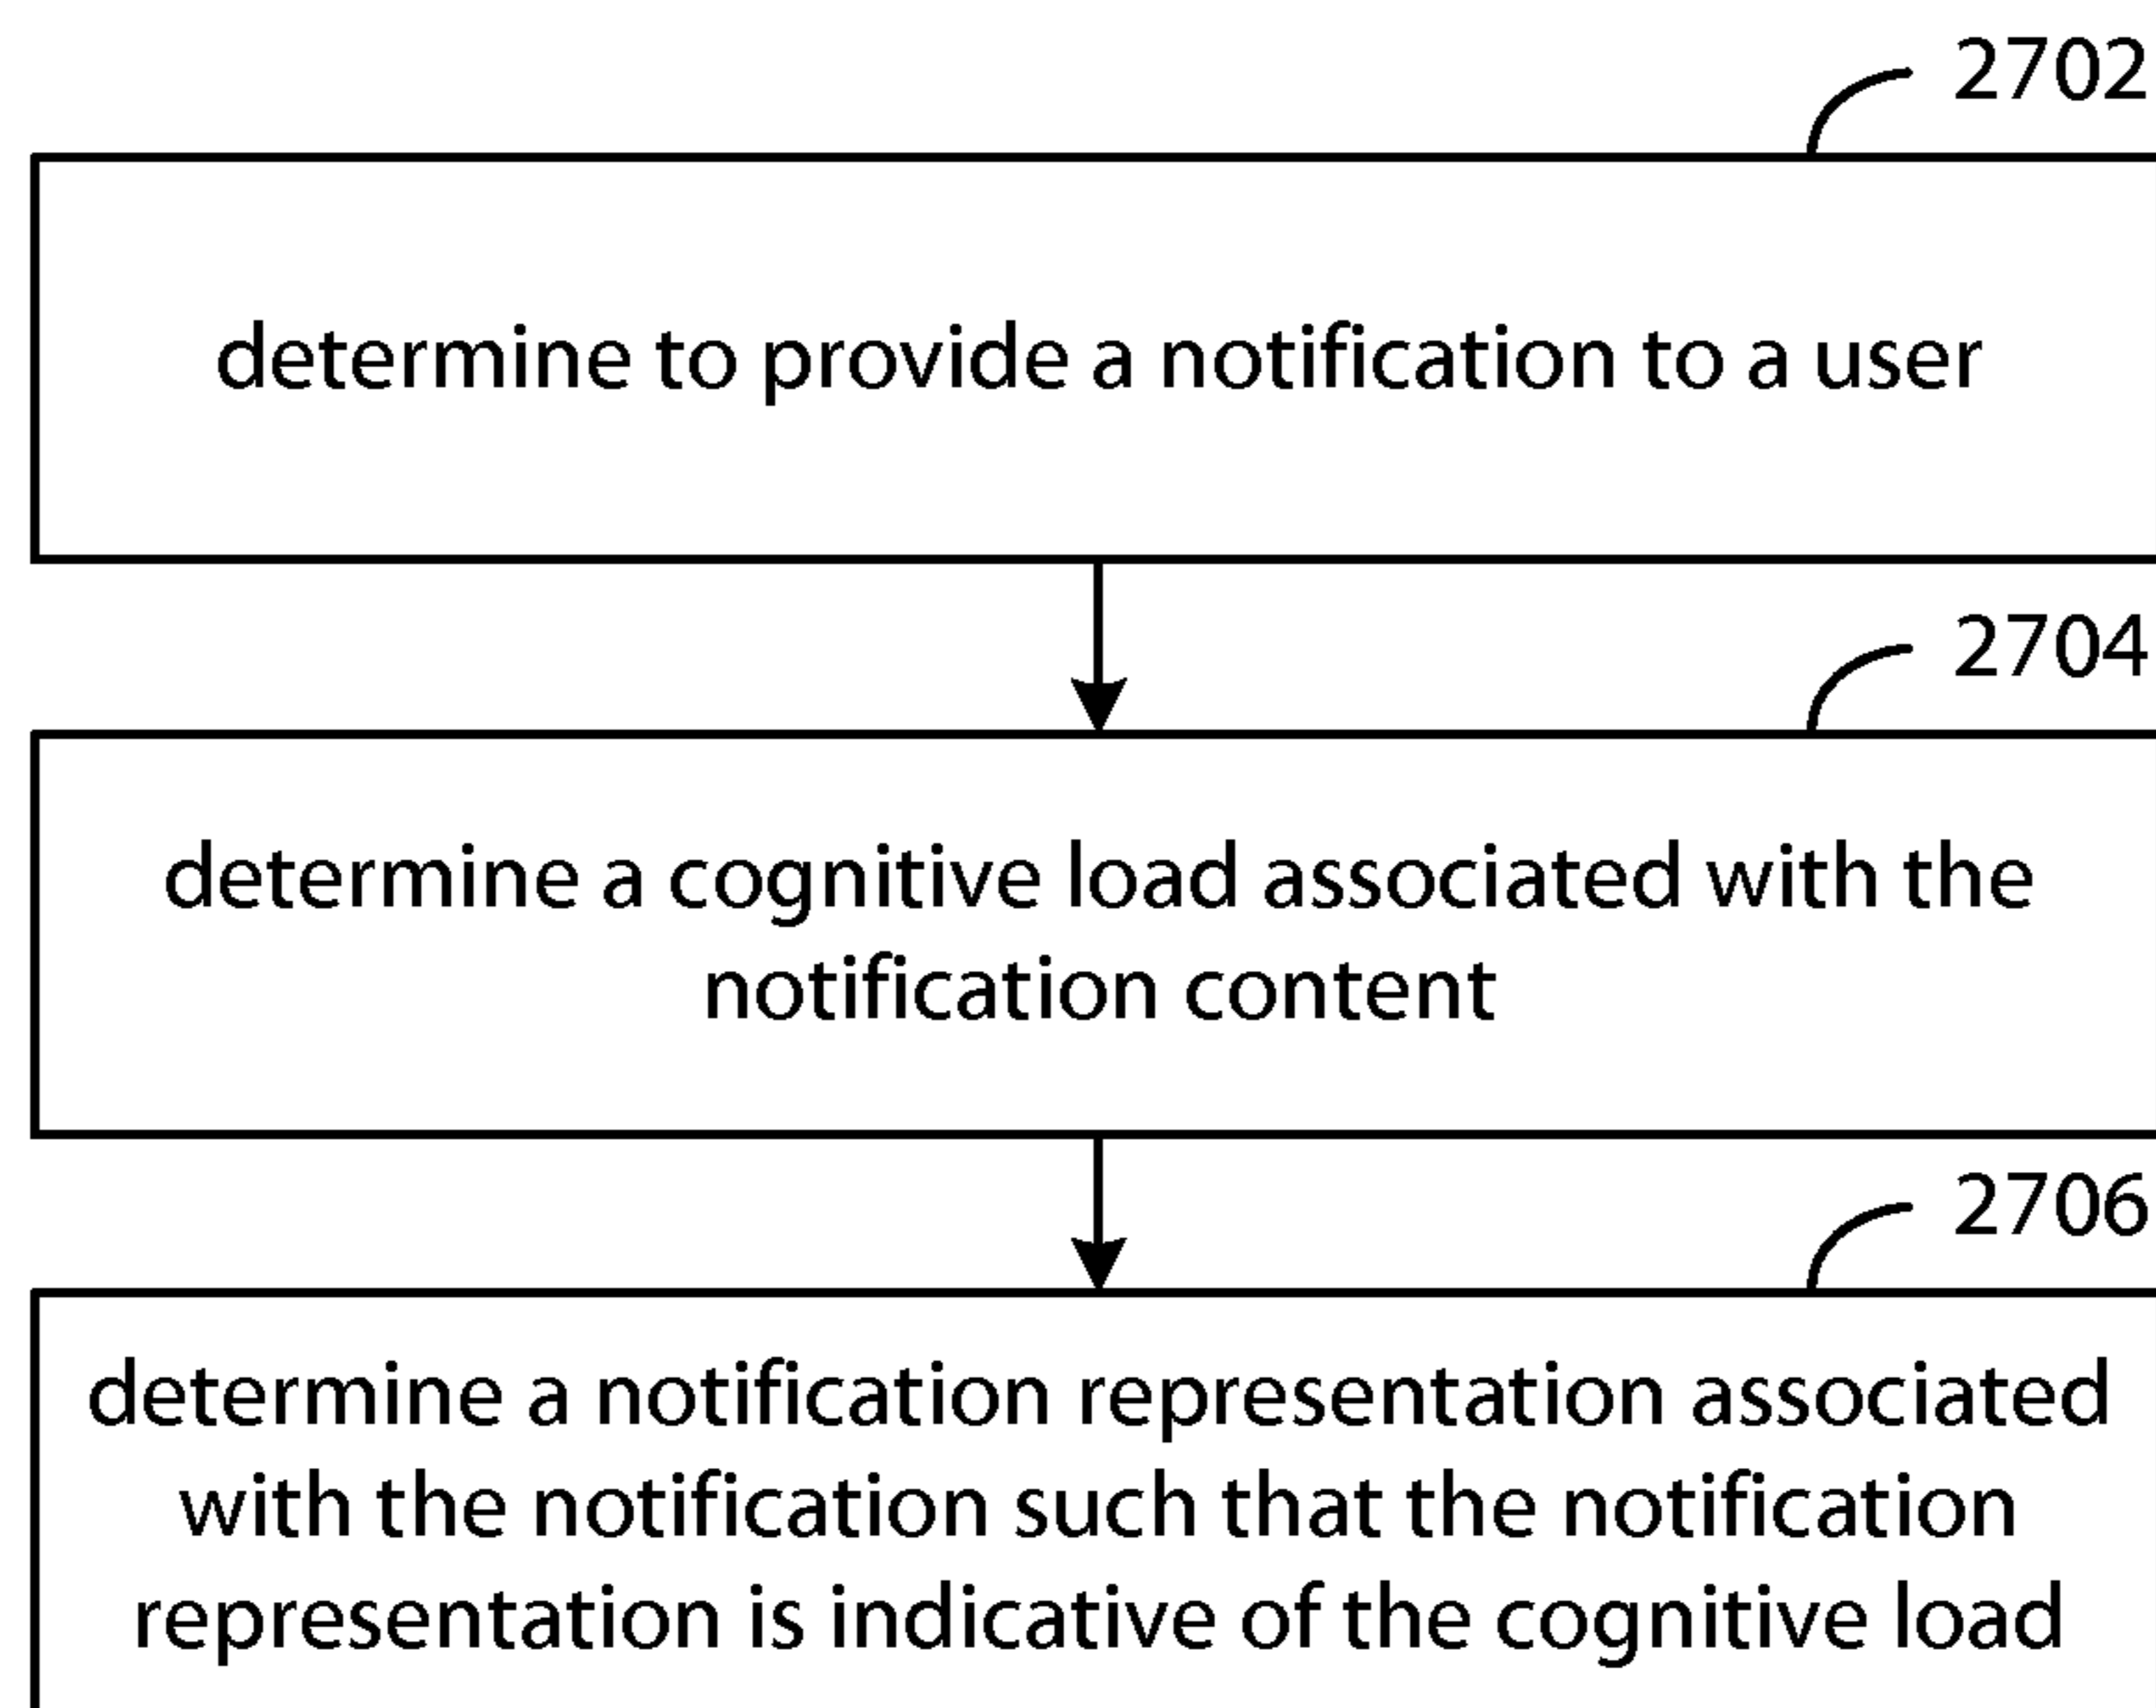 2702
determine to provide a notification to a user
2704
determine a cognitive load associated with the
notification content
2706
determine a notification representation associated
with the notification such that the notification
representation is indicative of the cognitive load